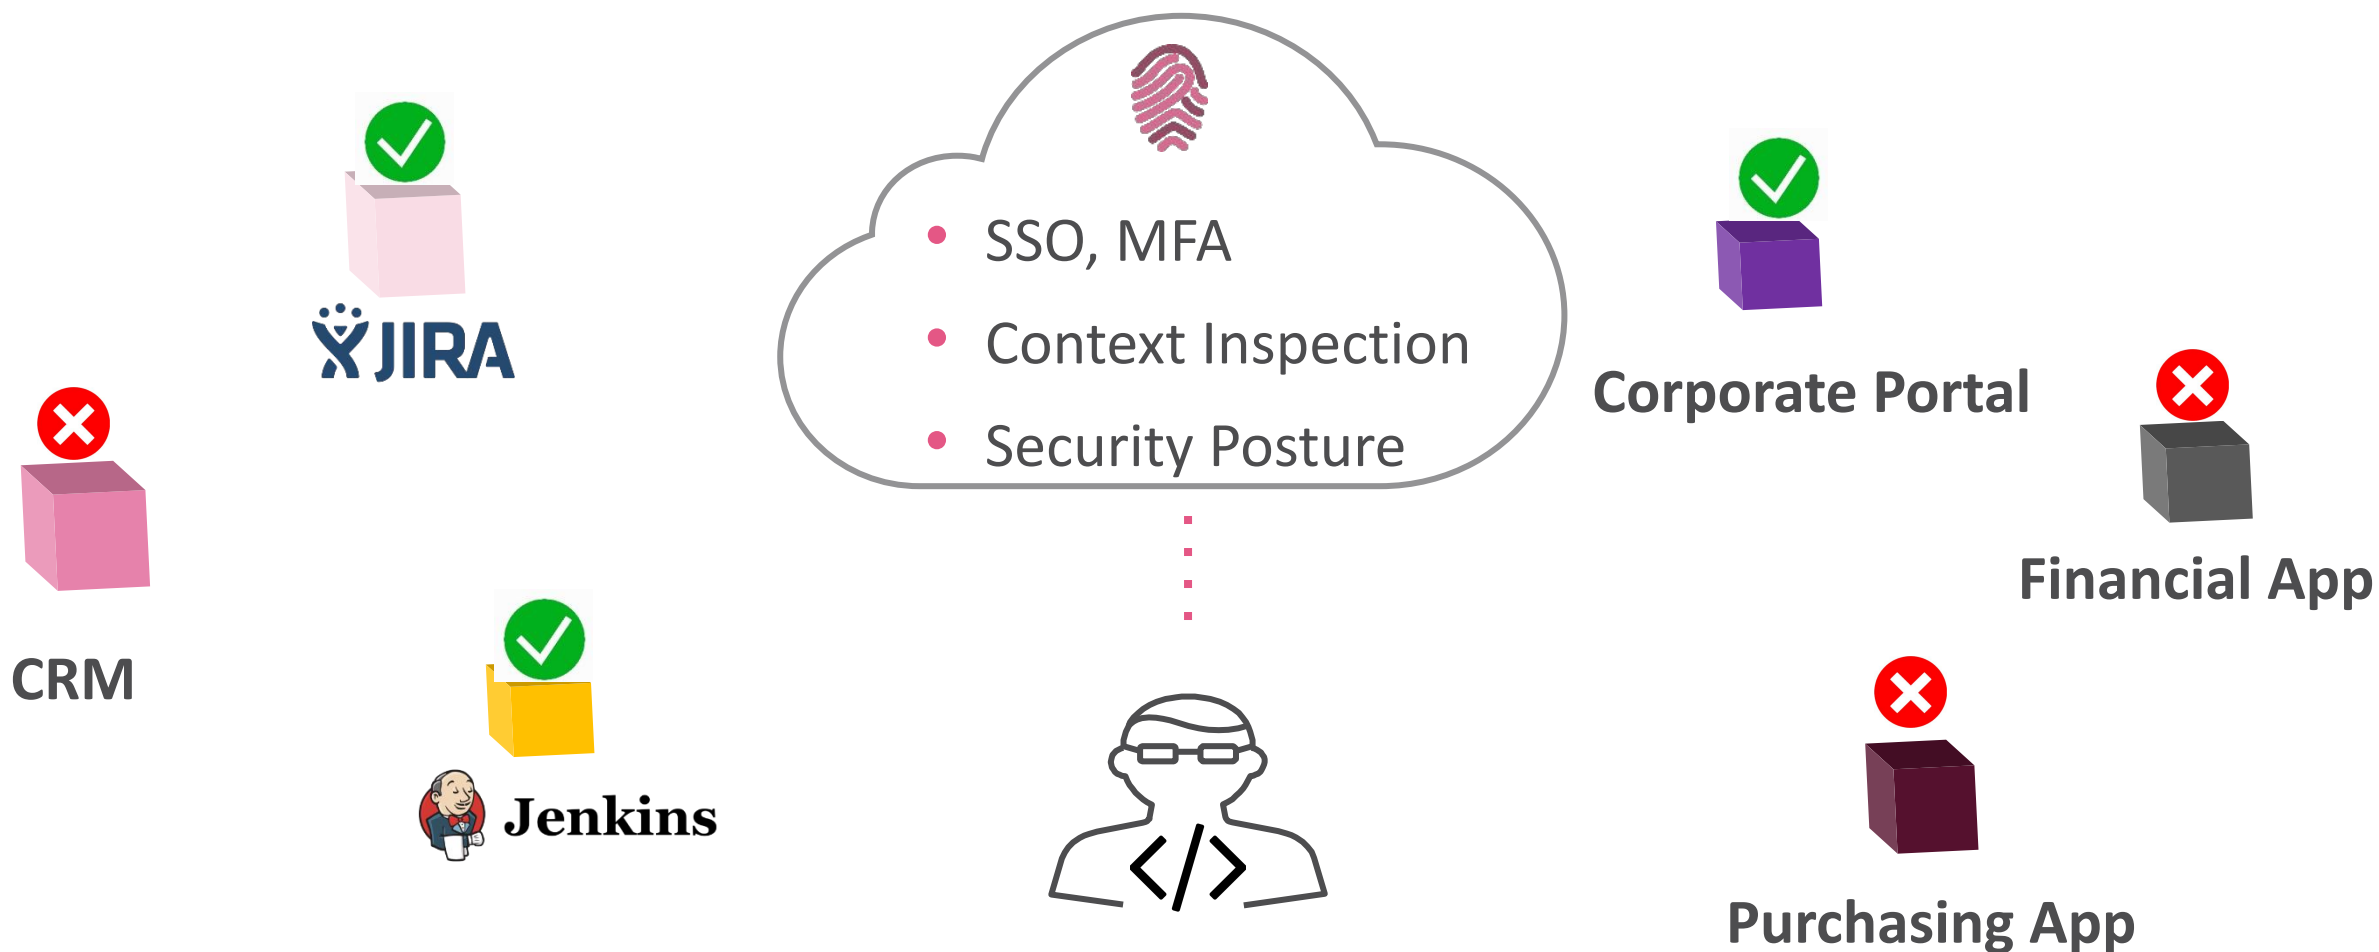 SSO, MFA
Context Inspection
Security Posture
JIRA
CRM
Jenkins
</>
Corporate Portal
Financial App
Purchasing App